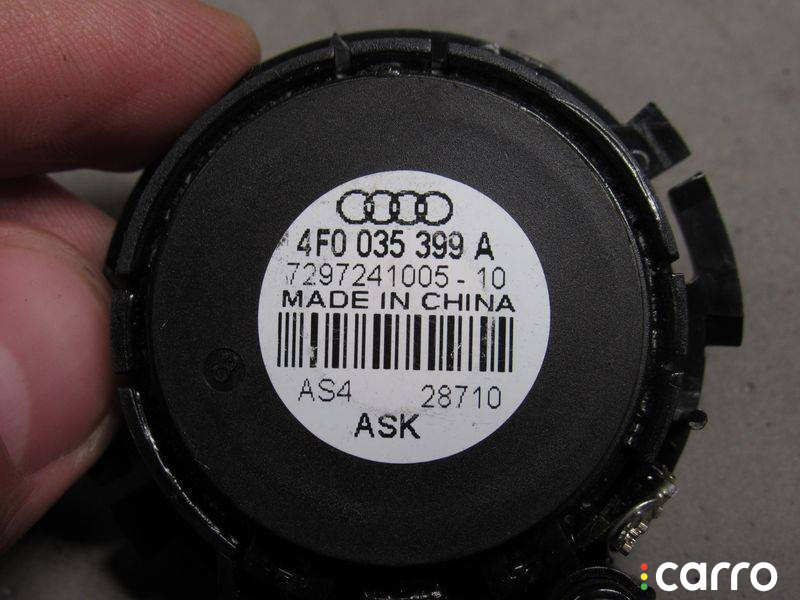 4F0 035 399 A
7297241005-10
MADE IN CHINA
AS4 28710
ASK
carro